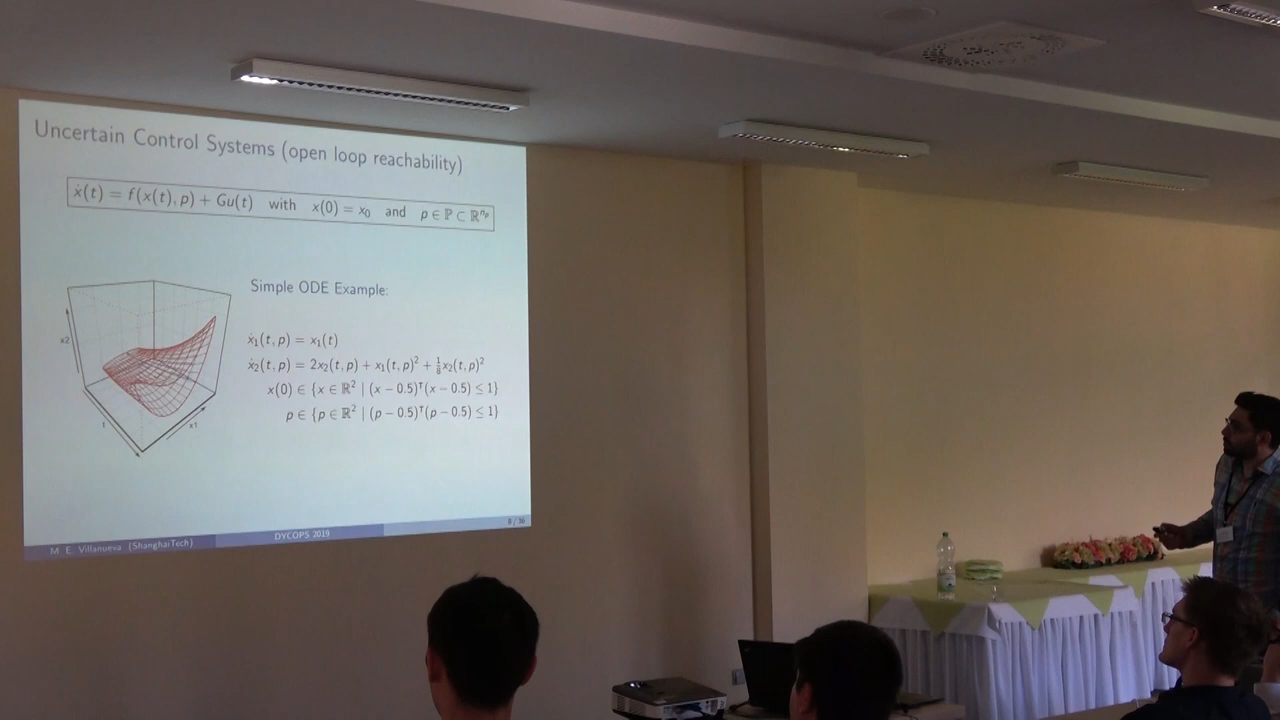 Uncertain Control Systems (open loop reachability)
ẋ(t) = f(x(t), p) + Gu(t) with x(0) = x₀ and p ∈ ℙ ⊂ ℝⁿᵖ
Simple ODE Example:
ẋ₁(t, p) = x₁(t)
ẋ₂(t, p) = 2x₂(t, p) + x₁(t, p)² + ⅛x₂(t, p)²
x(0) ∈ {x ∈ ℝ² | (x − 0.5)ᵀ(x − 0.5) ≤ 1}
p ∈ {p ∈ ℝ² | (p − 0.5)ᵀ(p − 0.5) ≤ 1}
x2
t
x1
M. E. Villanueva (ShanghaiTech)
DYCOPS 2019
8 / 36